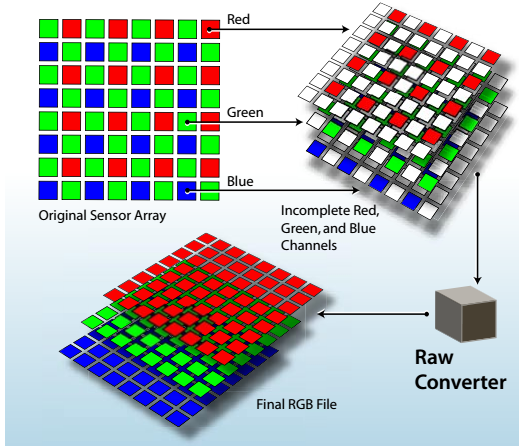 Red
Green
Blue
Original Sensor Array
Incomplete Red,
Green, and Blue
Channels
Raw
Converter
Final RGB File